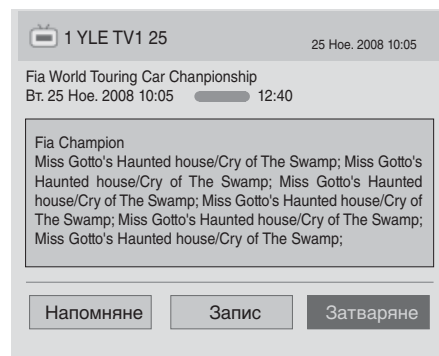 1 YLE TV1 25
25 Ное. 2008 10:05
Fia World Touring Car Chanpionship
Вт. 25 Ное. 2008 10:05 12:40
Fia Champion
Miss Gotto's Haunted house/Cry of The Swamp; Miss Gotto's
Haunted house/Cry of The Swamp; Miss Gotto's Haunted
house/Cry of The Swamp; Miss Gotto's Haunted house/Cry of
The Swamp; Miss Gotto's Haunted house/Cry of The Swamp;
Miss Gotto's Haunted house/Cry of The Swamp;
Напомняне Запис Затваряне